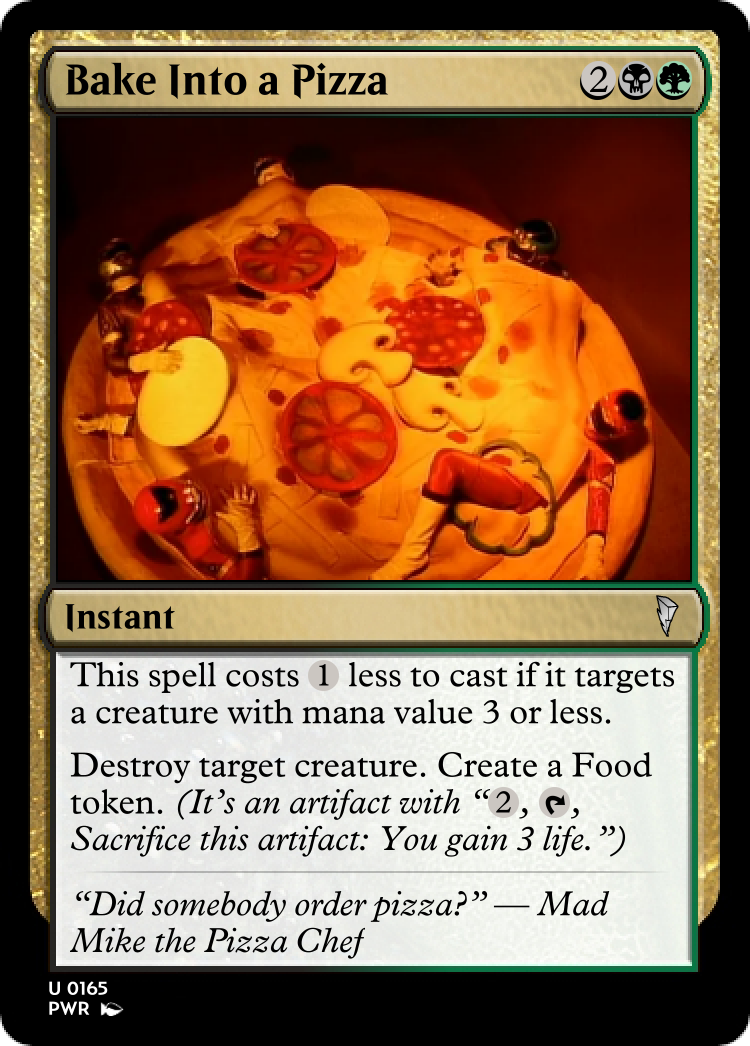 Bake Into a Pizza 2
Instant
This spell costs 1 less to cast if it targets
a creature with mana value 3 or less.
Destroy target creature. Create a Food
token. (It's an artifact with “2, ,
Sacrifice this artifact: You gain 3 life.”)
“Did somebody order pizza?” — Mad
Mike the Pizza Chef
U 0165
PWR